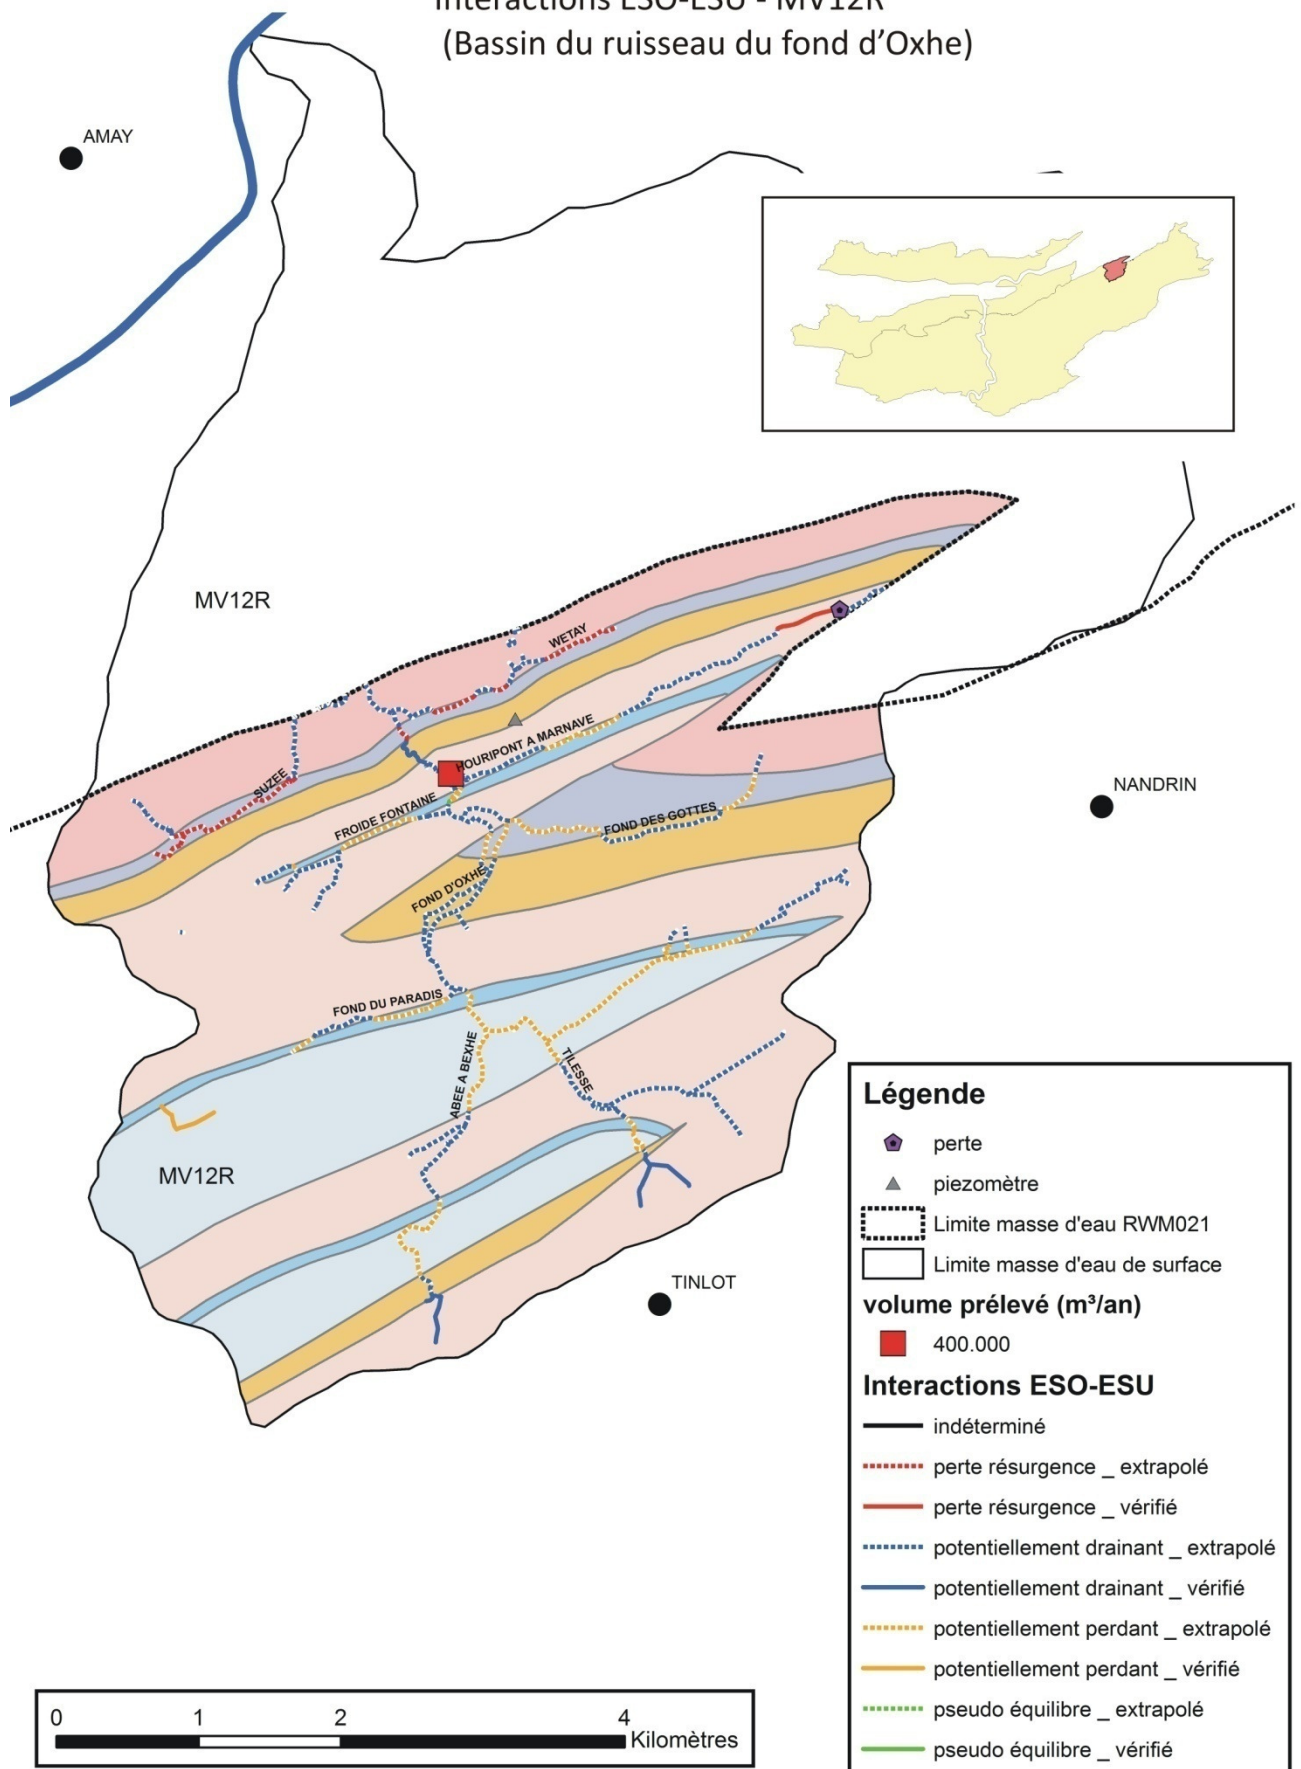 Interactions ESO-ESU - MV12R
(Bassin du ruisseau du fond d'Oxhe)
AMAY
MV12R
WETAY
HOURIPONT A MARNAVE
SUZEE
FROIDE FONTAINE
FOND DES GOTTES
NANDRIN
FOND D'OXHE
FOND DU PARADIS
ABEE A BEXHE
TILESSE
MV12R
TINLOT
Légende
perte
piezomètre
Limite masse d'eau RWM021
Limite masse d'eau de surface
volume prélevé (m³/an)
400.000
Interactions ESO-ESU
indéterminé
perte résurgence _ extrapolé
perte résurgence _ vérifié
potentiellement drainant _ extrapolé
potentiellement drainant _ vérifié
potentiellement perdant _ extrapolé
potentiellement perdant _ vérifié
pseudo équilibre _ extrapolé
pseudo équilibre _ vérifié
0 1 2 4
Kilomètres